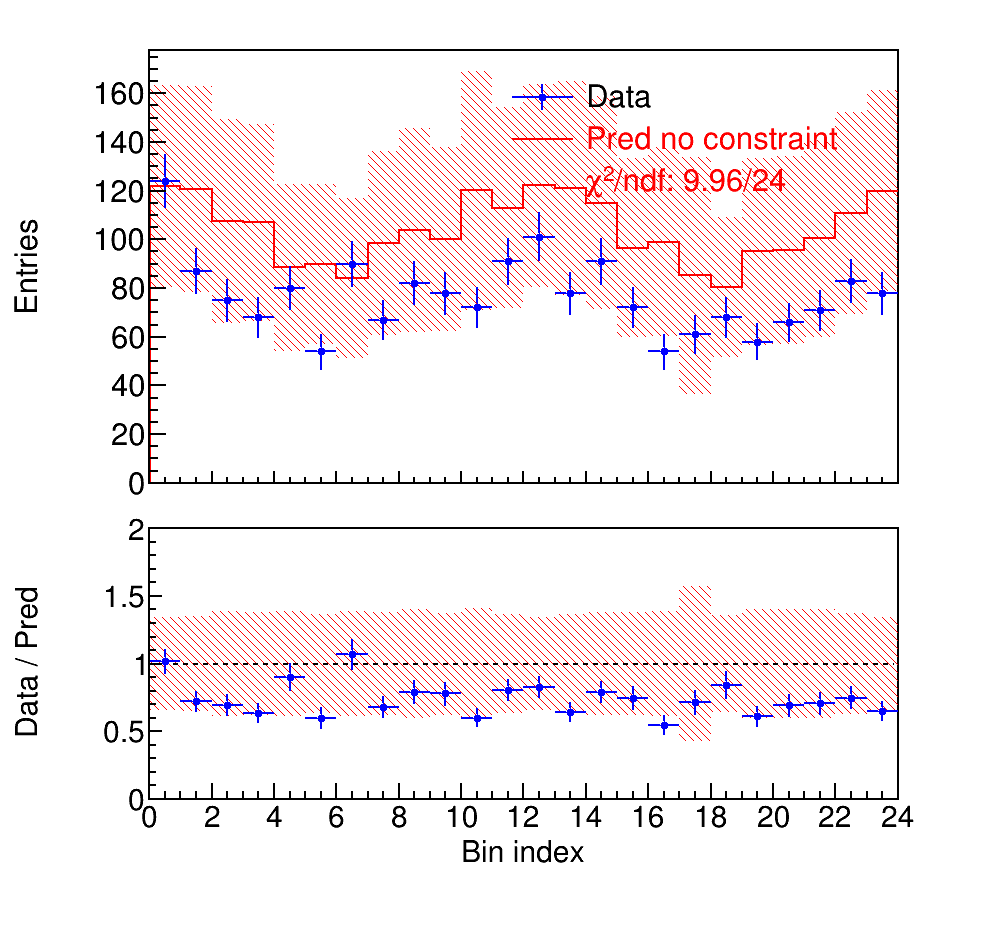 Entries
160
140
120
100
80
60
40
20
0
Data
Pred no constraint
χ²/ndf: 9.96/24
Data / Pred
2
1.5
1
0.5
0
0 2 4 6 8 10 12 14 16 18 20 22 24
Bin index